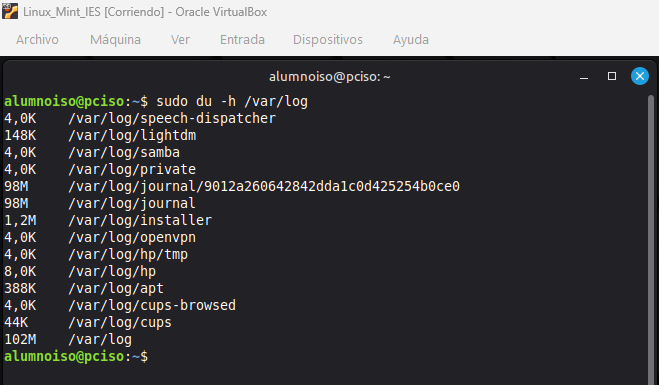 Linux_Mint_IES [Corriendo] - Oracle VirtualBox
Archivo Máquina Ver Entrada Dispositivos Ayuda
alumnoiso@pciso: ~
alumnoiso@pciso:~$ sudo du -h /var/log
4,0K /var/log/speech-dispatcher
148K /var/log/lightdm
4,0K /var/log/samba
4,0K /var/log/private
98M /var/log/journal/9012a260642842dda1c0d425254b0ce0
98M /var/log/journal
1,2M /var/log/installer
4,0K /var/log/openvpn
4,0K /var/log/hp/tmp
8,0K /var/log/hp
388K /var/log/apt
4,0K /var/log/cups-browsed
44K /var/log/cups
102M /var/log
alumnoiso@pciso:~$